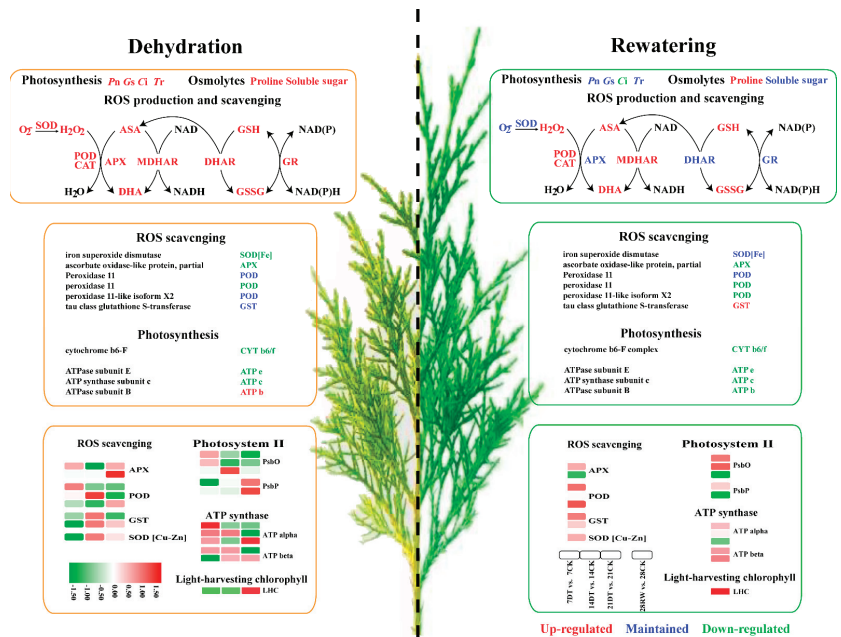 Dehydration
Photosynthesis Pn Gs Ci Tr Osmolytes Proline Soluble sugar
ROS production and scavenging
O2- SOD H2O2 ASA NAD GSH NAD(P)
POD
CAT APX MDHAR DHAR GR
H2O DHA NADH GSSG NAD(P)H
ROS scavenging
iron superoxide dismutase SOD[Fe]
ascorbate oxidase-like protein, partial APX
Peroxidase 11 POD
peroxidase 11 POD
peroxidase 11-like isoform X2 POD
tau class glutathione S-transferase GST
Photosynthesis
cytochrome b6-F CYT b6/f
ATPase subunit E ATP e
ATP synthase subunit c ATP c
ATPase subunit B ATP b
ROS scavenging
APX
POD
GST
SOD [Cu-Zn]
-1.50 -1.00 -0.50 0.00 0.50 1.00 1.50
Photosystem II
PsbO
PsbP
ATP synthase
ATP alpha
ATP beta
Light-harvesting chlorophyll
LHC
Rewatering
Photosynthesis Pn Gs Ci Tr Osmolytes Proline Soluble sugar
ROS production and scavenging
O2- SOD H2O2 ASA NAD GSH NAD(P)
POD
CAT APX MDHAR DHAR GR
H2O DHA NADH GSSG NAD(P)H
ROS scavenging
iron superoxide dismutase SOD[Fe]
ascorbate oxidase-like protein, partial APX
Peroxidase 11 POD
peroxidase 11 POD
peroxidase 11-like isoform X2 POD
tau class glutathione S-transferase GST
Photosynthesis
cytochrome b6-F complex CYT b6/f
ATPase subunit E ATP e
ATP synthase subunit c ATP c
ATPase subunit B ATP b
ROS scavenging
APX
POD
GST
SOD [Cu-Zn]
7DT vs. 7CK
14DT vs. 14CK
21DT vs. 21CK
28RW vs. 28CK
Photosystem II
PsbO
PsbP
ATP synthase
ATP alpha
ATP beta
Light-harvesting chlorophyll
LHC
Up-regulated Maintained Down-regulated